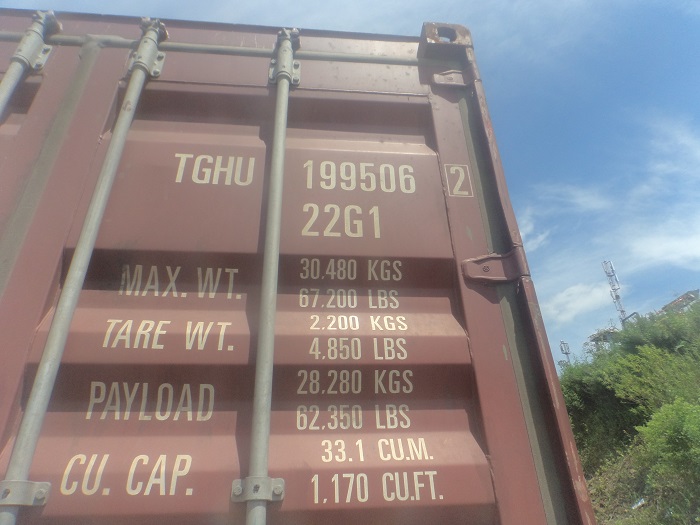 TGHU 199506 2
22G1
MAX. WT. 30,480 KGS
67,200 LBS
TARE WT. 2,200 KGS
4,850 LBS
PAYLOAD 28,280 KGS
62,350 LBS
CU. CAP. 33.1 CU.M.
1,170 CU.FT.